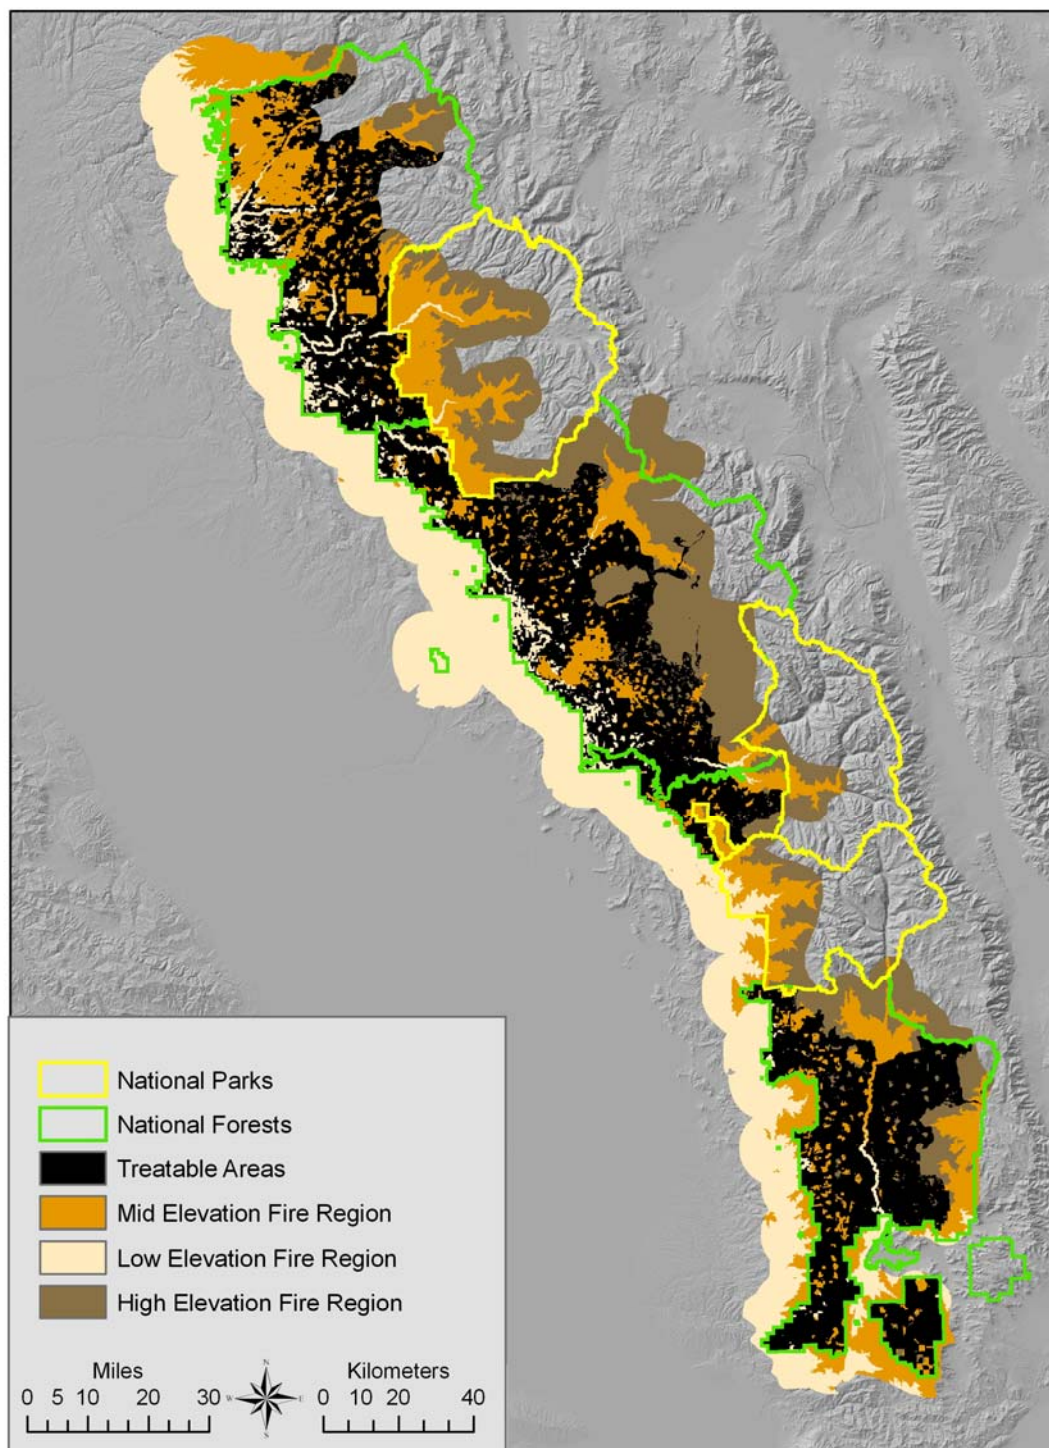 National Parks
National Forests
Treatable Areas
Mid Elevation Fire Region
Low Elevation Fire Region
High Elevation Fire Region
Miles Kilometers
0 5 10 20 30 0 10 20 40
N
W E
S